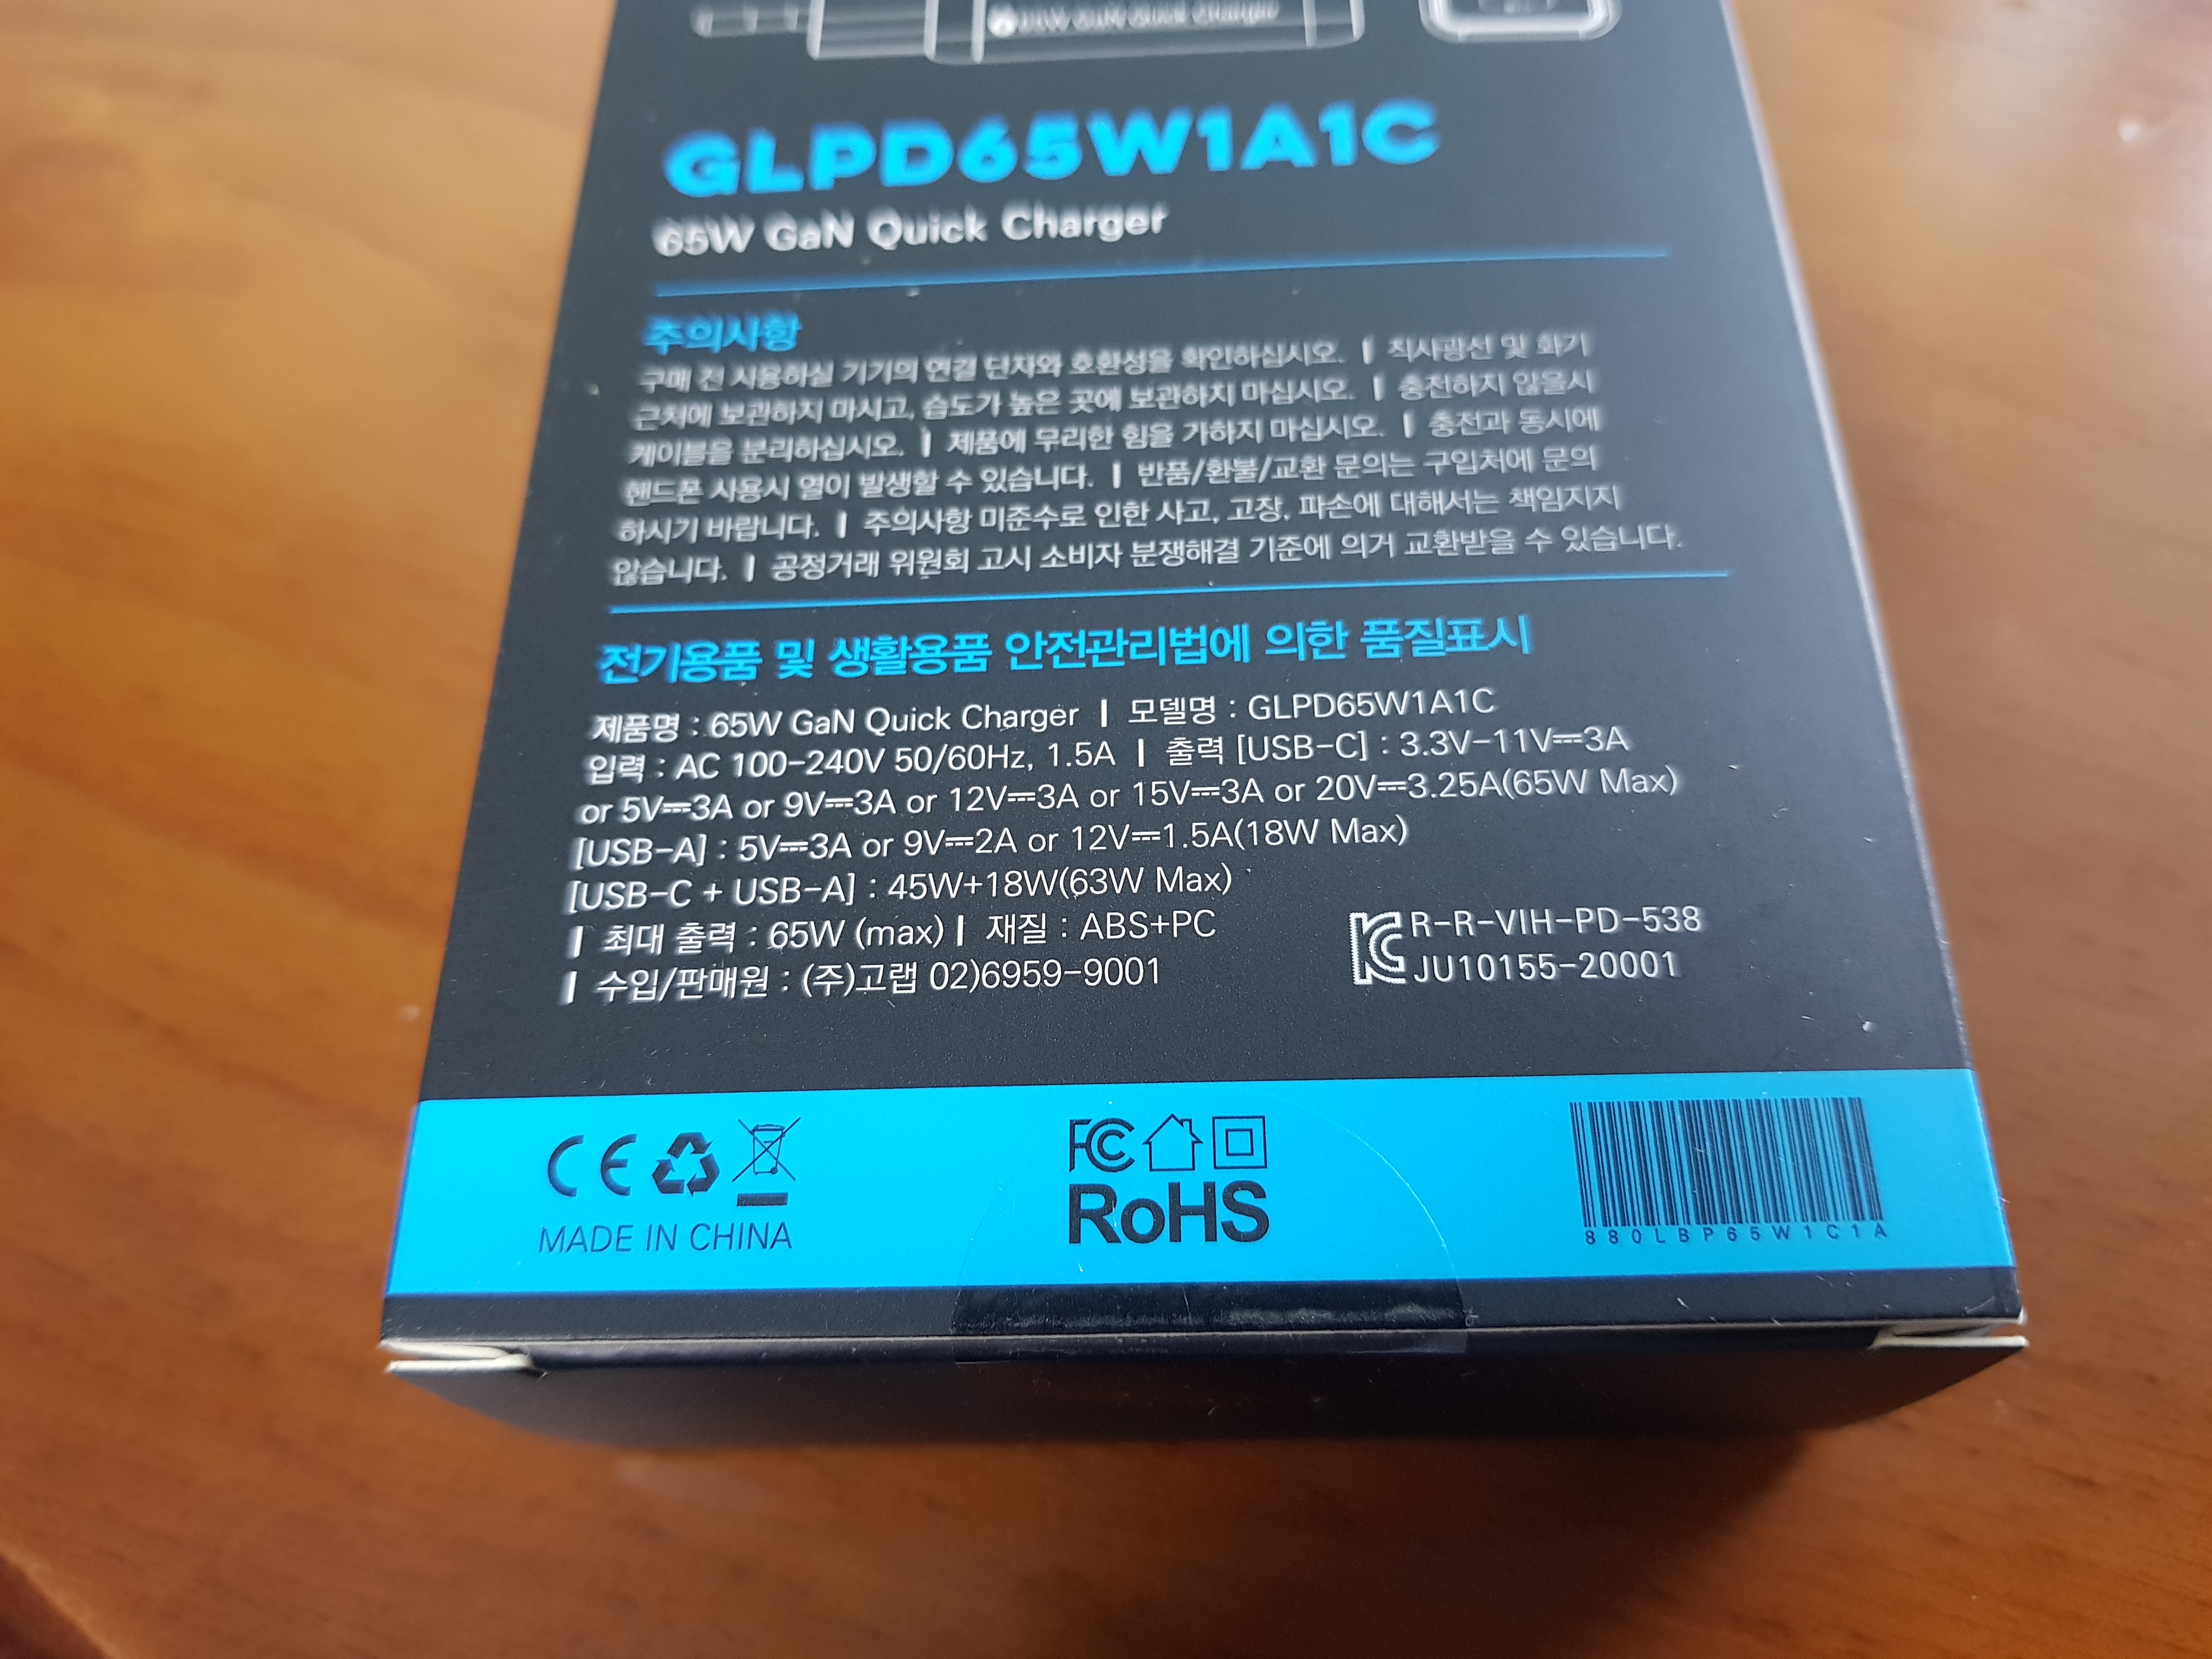 65W GaN Quick Charger
GLPD65W1A1C
65W GaN Quick Charger
주의사항
구매 전 사용하실 기기의 연결 단자와 호환성을 확인하십시오. | 직사광선 및 화기
근처에 보관하지 마시고, 습도가 높은 곳에 보관하지 마십시오. | 충전하지 않을시
케이블을 분리하십시오. | 제품에 무리한 힘을 가하지 마십시오. | 충전과 동시에
핸드폰 사용시 열이 발생할 수 있습니다. | 반품/환불/교환 문의는 구입처에 문의
하시기 바랍니다. | 주의사항 미준수로 인한 사고, 고장, 파손에 대해서는 책임지지
않습니다. | 공정거래 위원회 고시 소비자 분쟁해결 기준에 의거 교환받을 수 있습니다.
전기용품 및 생활용품 안전관리법에 의한 품질표시
제품명 : 65W GaN Quick Charger | 모델명 : GLPD65W1A1C
입력 : AC 100-240V 50/60Hz, 1.5A | 출력 [USB-C] : 3.3V-11V⎓3A
or 5V⎓3A or 9V⎓3A or 12V⎓3A or 15V⎓3A or 20V⎓3.25A(65W Max)
[USB-A] : 5V⎓3A or 9V⎓2A or 12V⎓1.5A(18W Max)
[USB-C + USB-A] : 45W+18W(63W Max)
| 최대 출력 : 65W (max) | 재질 : ABS+PC
| 수입/판매원 : (주)고랩 02)6959-9001
R-R-VIH-PD-538
JU10155-20001
CE
MADE IN CHINA
FC
RoHS
880LBP65W1C1A